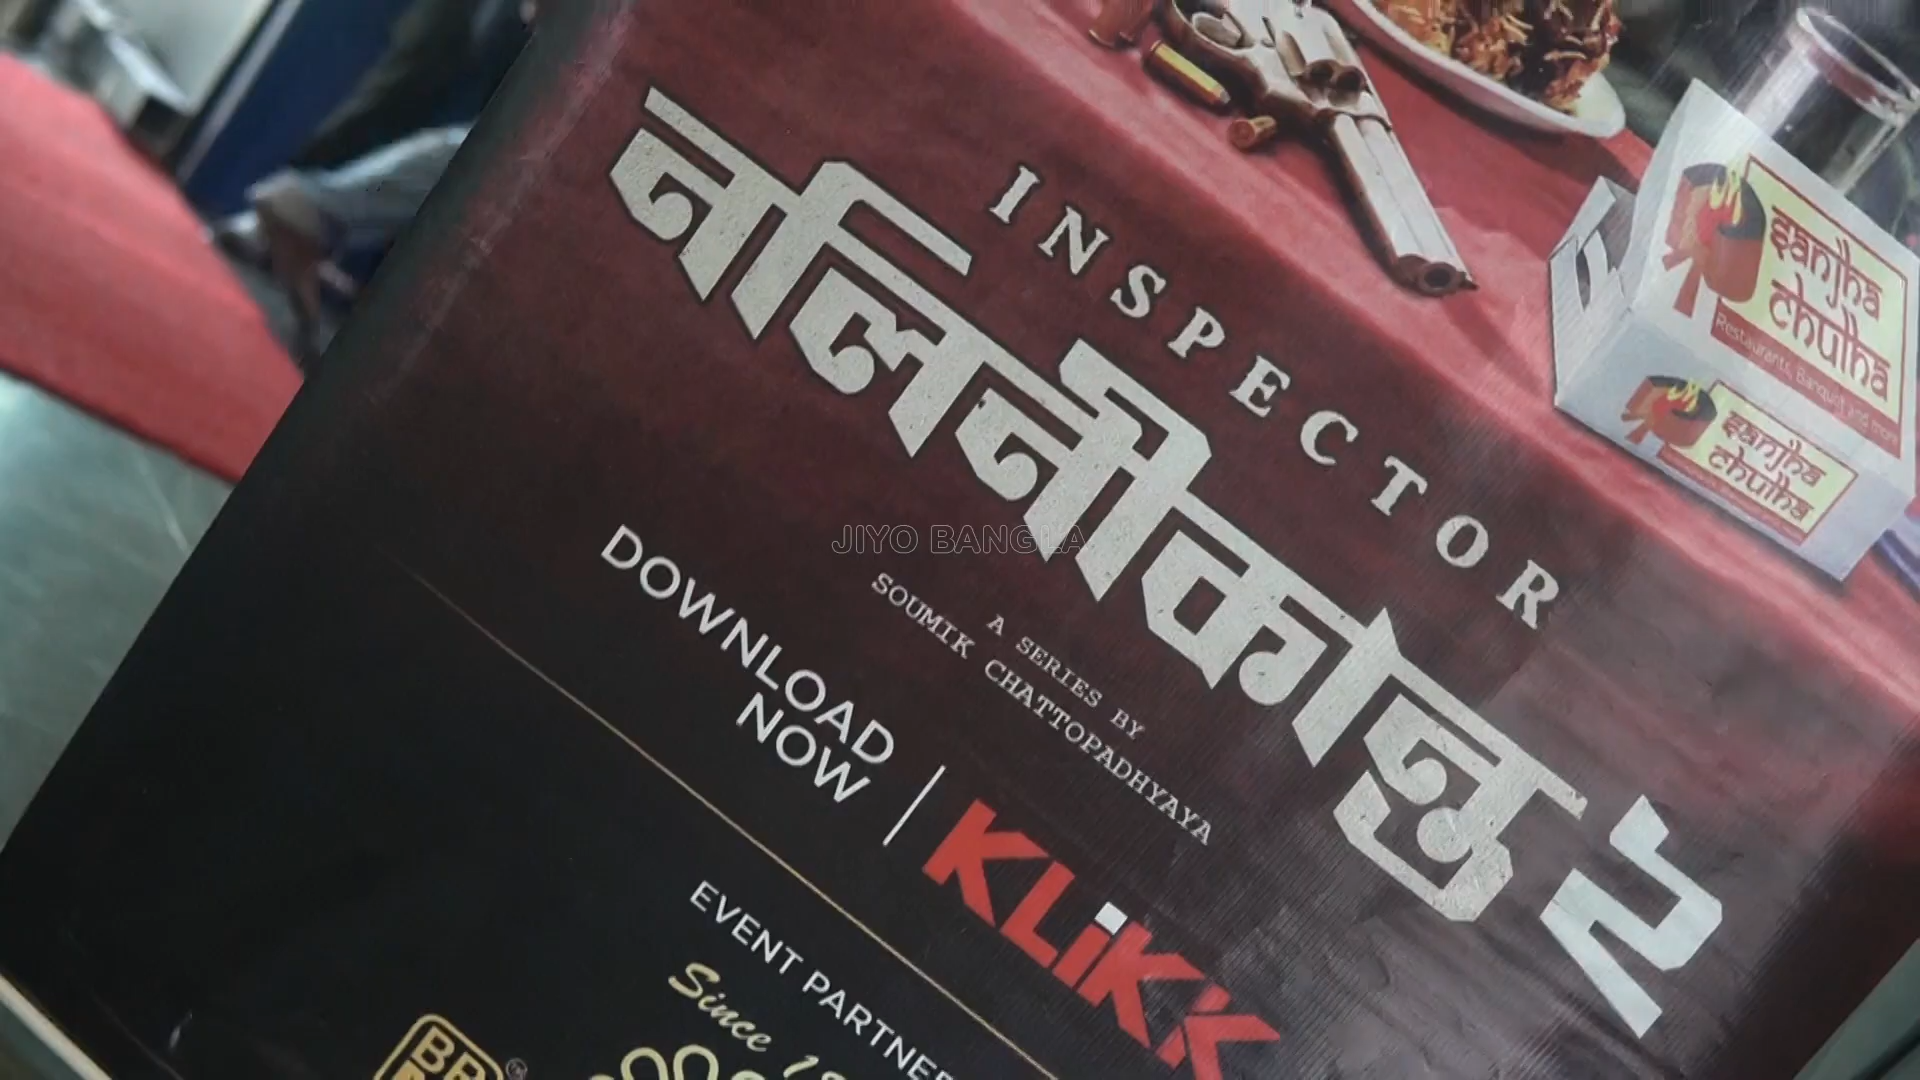 INSPECTOR
নলিনীকান্ত ২
A SERIES BY
SOUMIK CHATTOPADHYAYA
DOWNLOAD
NOW
KLiKK
EVENT PARTNER
Since
sanjha
chulha
Restaurants, Banquet and more
sanjha
chulha
JIYO BANGLA